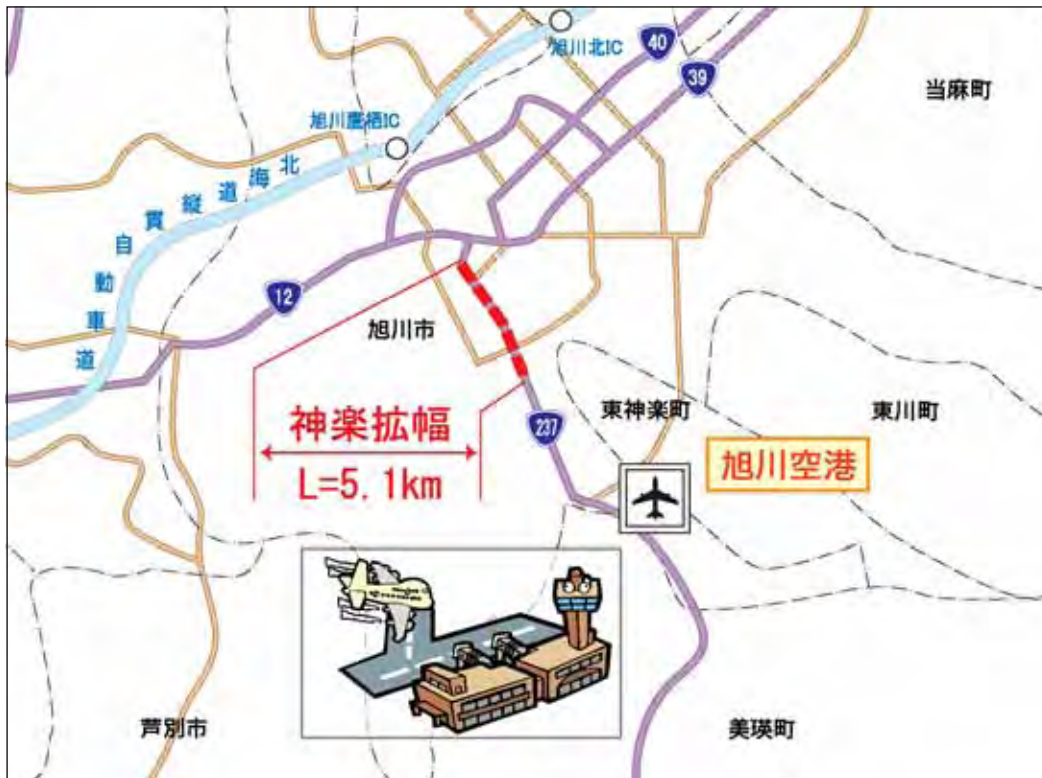 旭川北IC
40
39
当麻町
旭川鷹栖IC
北海道縦貫自動車道
12
旭川市
神楽拡幅
L=5.1km
237
東神楽町
東川町
旭川空港
芦別市
美瑛町